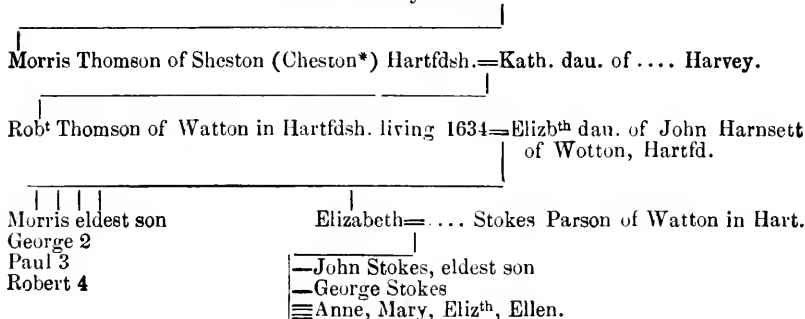 Morris Thomson of Sheston (Cheston*) Hartfdsh.=Kath. dau. of .... Harvey.
Robt Thomson of Watton in Hartfdsh. living 1634=Elizbth dau. of John Harnsett
of Wotton, Hartfd.
Morris eldest son
Elizabeth=.... Stokes Parson of Watton in Hart.
George 2
Paul 3
Robert 4
John Stokes, eldest son
George Stokes
Anne, Mary, Elizth, Ellen.